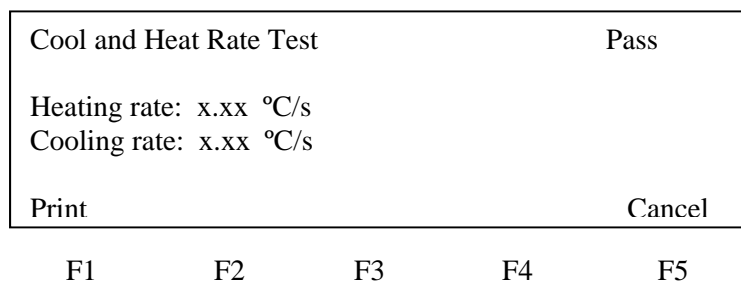 Cool and Heat Rate Test Pass
Heating rate: x.xx ºC/s
Cooling rate: x.xx ºC/s
Print Cancel
F1 F2 F3 F4 F5